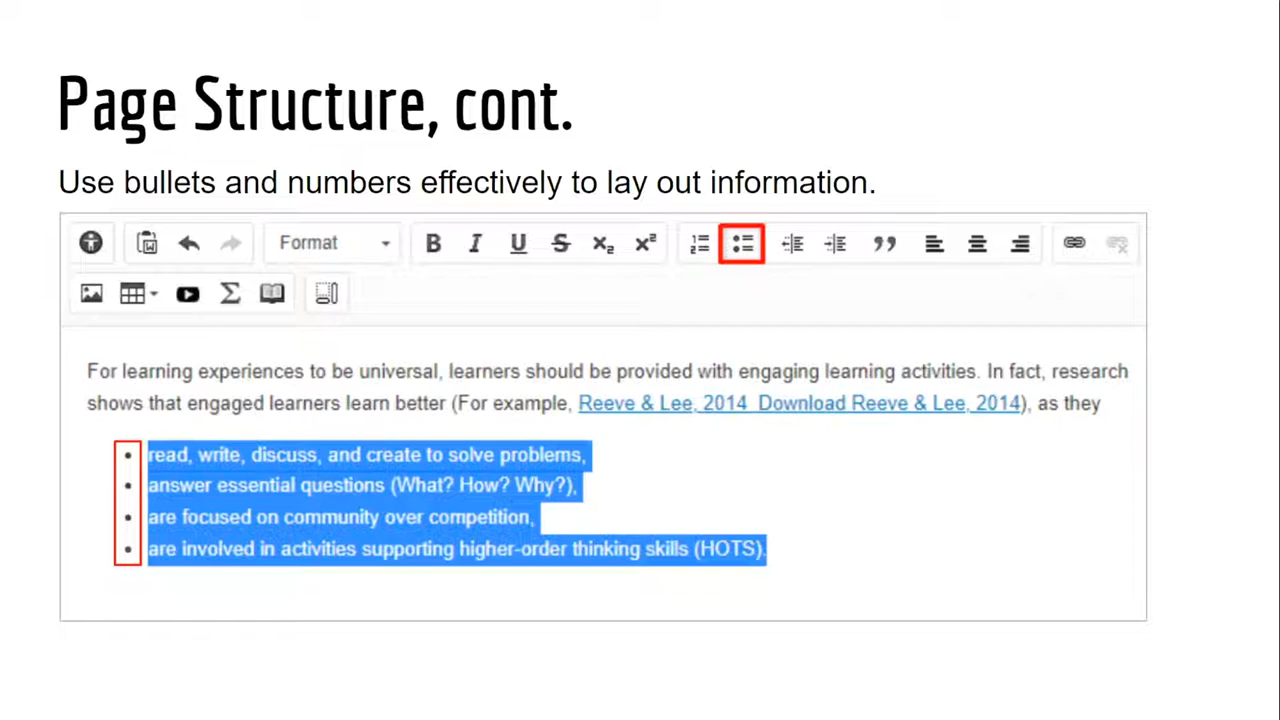 Page Structure, cont.
Use bullets and numbers effectively to lay out information.
Format
B I U S x₂ x²
For learning experiences to be universal, learners should be provided with engaging learning activities. In fact, research
shows that engaged learners learn better (For example, Reeve & Lee, 2014  Download Reeve & Lee, 2014), as they
• read, write, discuss, and create to solve problems,
• answer essential questions (What? How? Why?),
• are focused on community over competition,
• are involved in activities supporting higher-order thinking skills (HOTS).